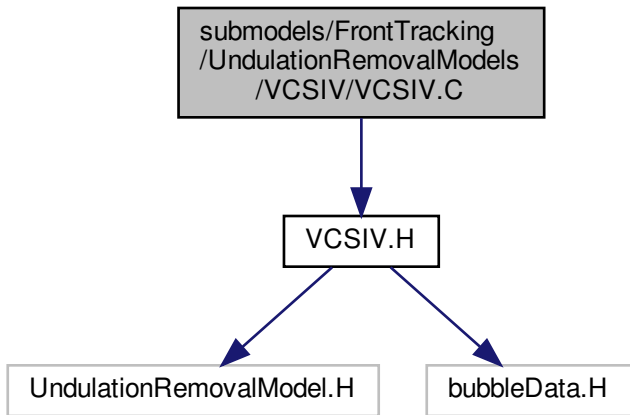 submodels/FrontTracking
/UndulationRemovalModels
/VCSIV/VCSIV.C
VCSIV.H
UndulationRemovalModel.H
bubbleData.H